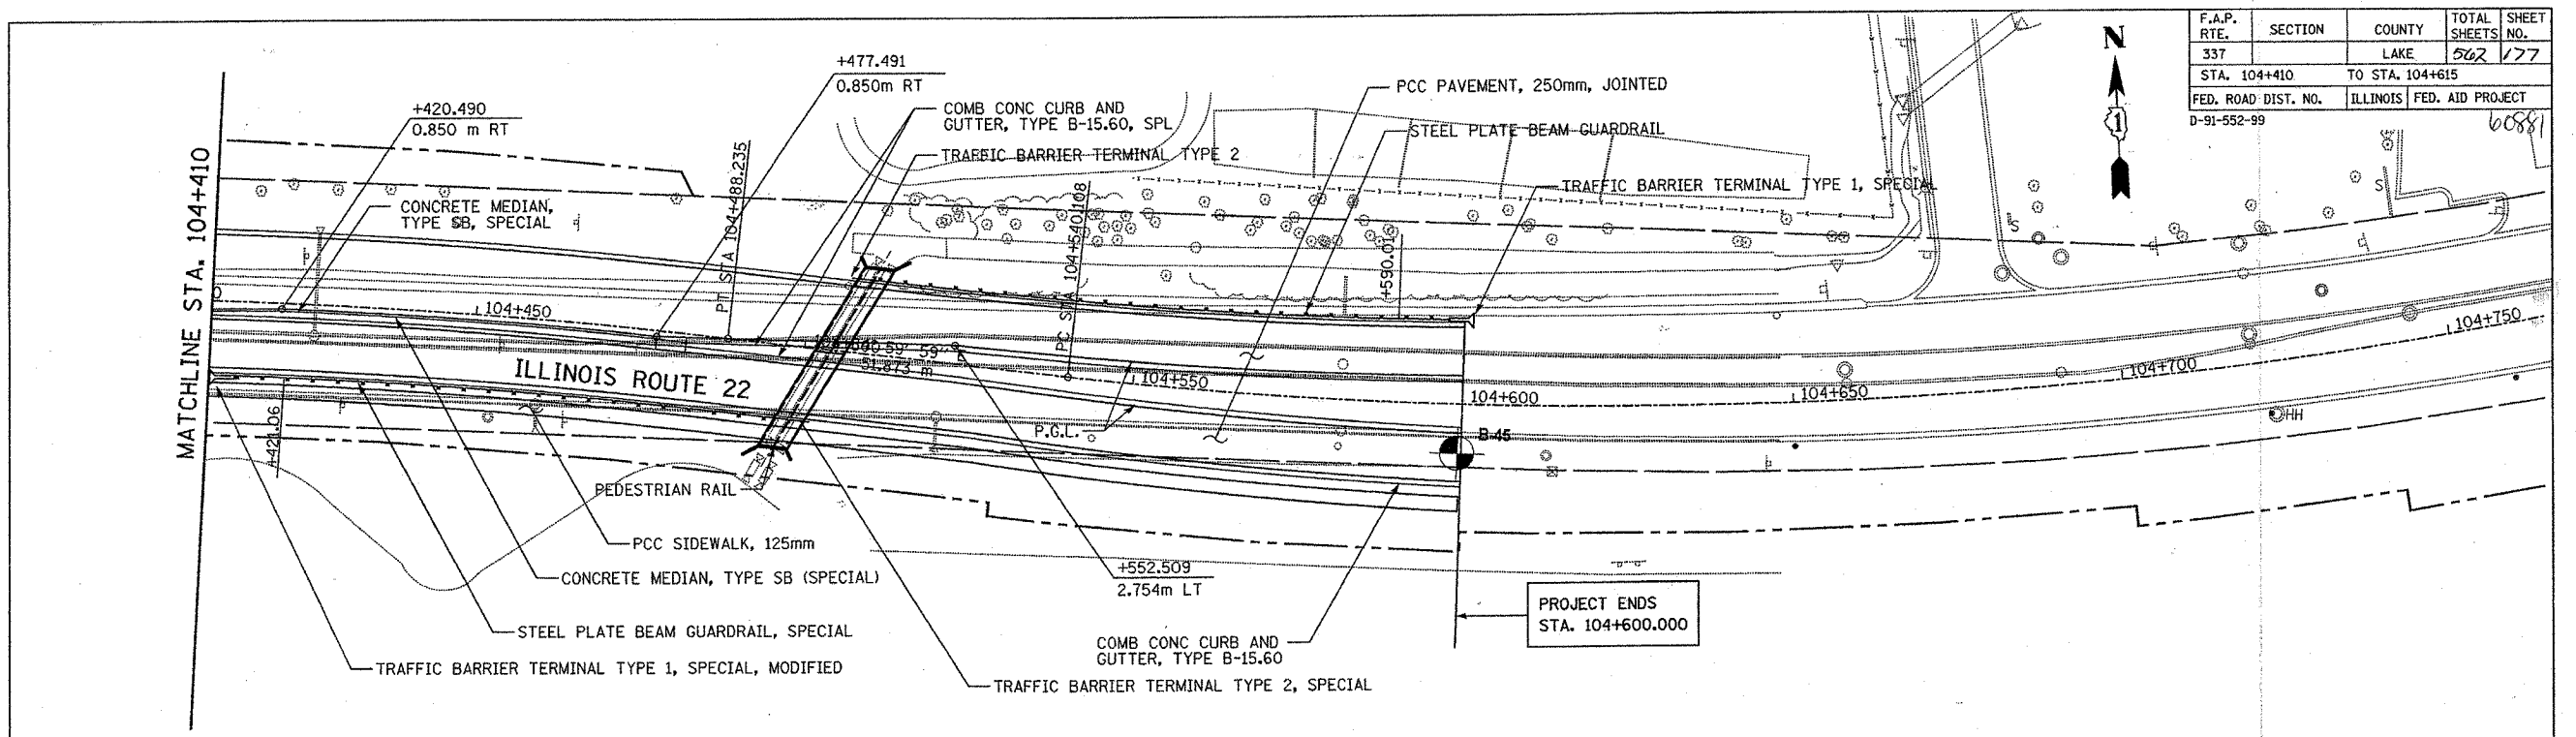 F.A.P. RTE. SECTION COUNTY TOTAL SHEETS SHEET NO.
337 LAKE 562 177
STA. 104+410 TO STA. 104+615
FED. ROAD DIST. NO. ILLINOIS FED. AID PROJECT
D-91-552-99
60881
N
1
MATCHLINE STA. 104+410
+420.490
0.850 m RT
+477.491
0.850m RT
COMB CONC CURB AND
GUTTER, TYPE B-15.60, SPL
TRAFFIC BARRIER TERMINAL TYPE 2
PCC PAVEMENT, 250mm, JOINTED
STEEL PLATE BEAM GUARDRAIL
TRAFFIC BARRIER TERMINAL TYPE 1, SPECIAL
CONCRETE MEDIAN,
TYPE SB, SPECIAL
PT STA 104+488.235
PC STA 104+540.108
+590.01
S
S
0
104+450
59' 59"
51.873 m
104+550
104+600
104+650
104+700
104+750
ILLINOIS ROUTE 22
+421.06
P.G.L.
B-45
HH
PEDESTRIAN RAIL
PCC SIDEWALK, 125mm
CONCRETE MEDIAN, TYPE SB (SPECIAL)
STEEL PLATE BEAM GUARDRAIL, SPECIAL
TRAFFIC BARRIER TERMINAL TYPE 1, SPECIAL, MODIFIED
+552.509
2.754m LT
COMB CONC CURB AND
GUTTER, TYPE B-15.60
TRAFFIC BARRIER TERMINAL TYPE 2, SPECIAL
PROJECT ENDS
STA. 104+600.000